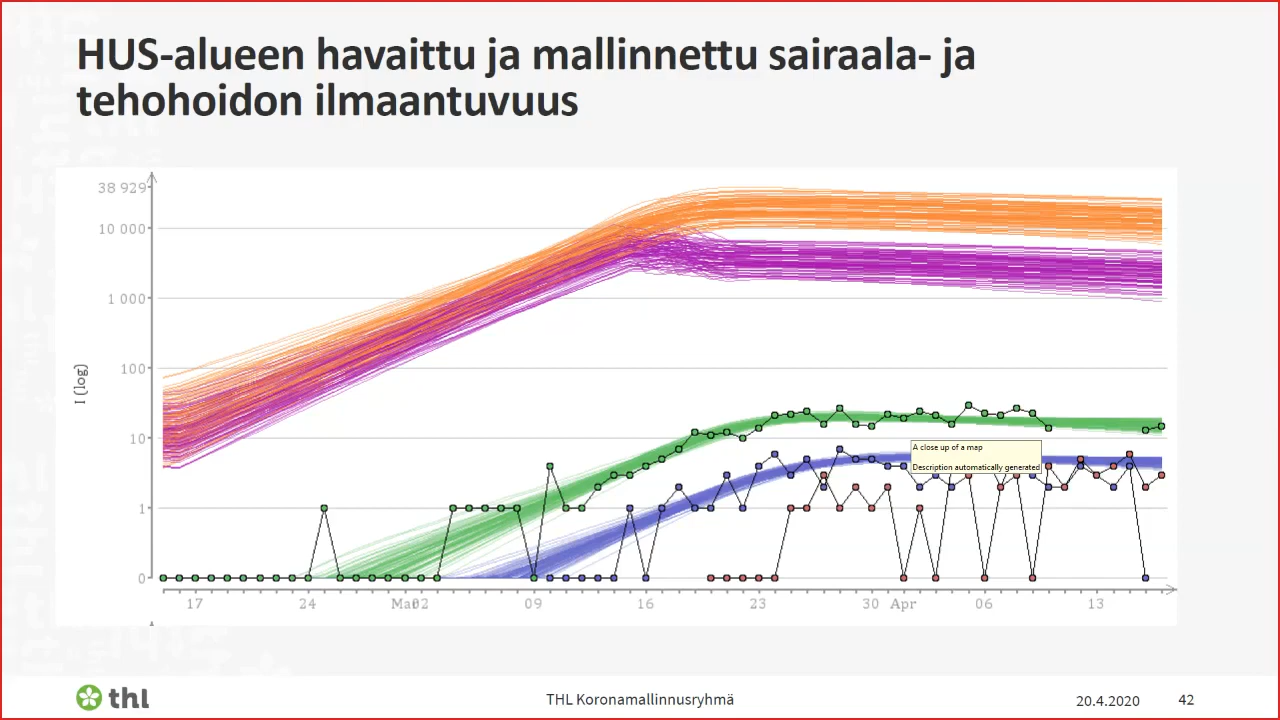 HUS-alueen havaittu ja mallinnettu sairaala- ja
tehohoidon ilmaantuvuus
38 929
10 000
1 000
100
10
1
0
I (log)
A close up of a map
Description automatically generated
17
24
02
09
16
23
30
Apr
06
13
thl
THL Koronamallinnusryhmä
20.4.2020
42